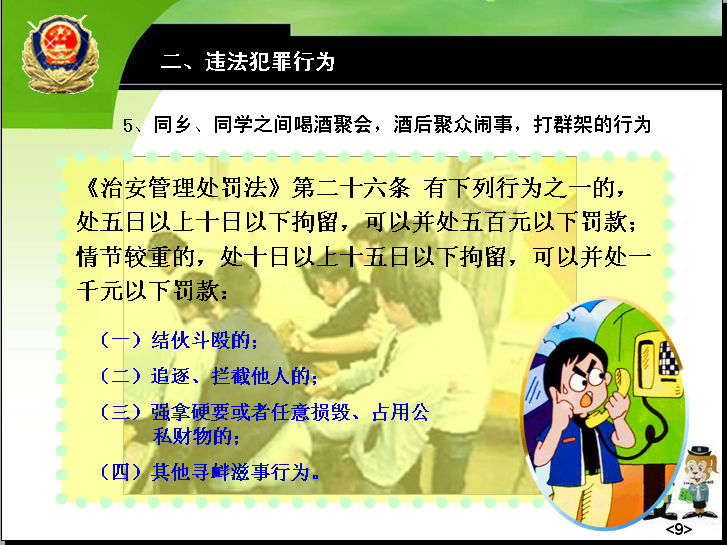 二、违法犯罪行为
5、同乡、同学之间喝酒聚会，酒后聚众闹事，打群架的行为
《治安管理处罚法》第二十六条 有下列行为之一的，
处五日以上十日以下拘留，可以并处五百元以下罚款；
情节较重的，处十日以上十五日以下拘留，可以并处一
千元以下罚款：
（一）结伙斗殴的；
（二）追逐、拦截他人的；
（三）强拿硬要或者任意损毁、占用公
私财物的；
（四）其他寻衅滋事行为。
<9>